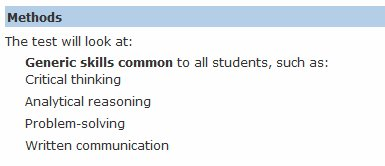 Methods
The test will look at:
Generic skills common to all students, such as:
Critical thinking
Analytical reasoning
Problem-solving
Written communication